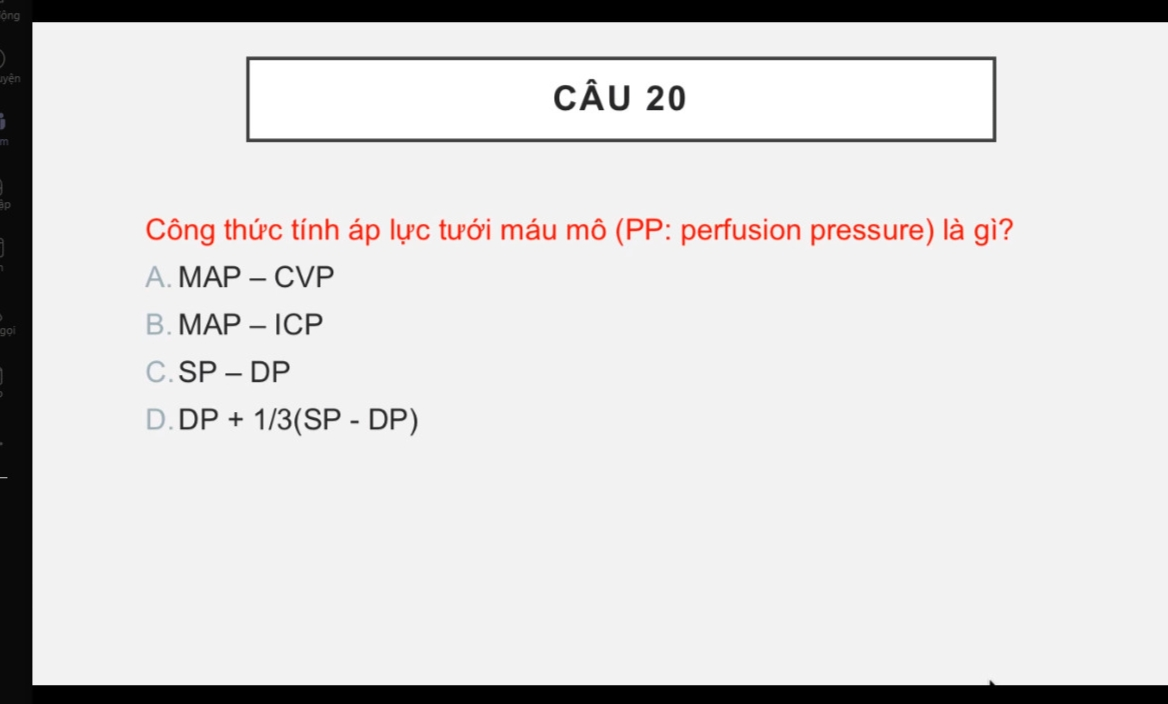 CÂU 20
Công thức tính áp lực tưới máu mô (PP: perfusion pressure) là gì?
A. MAP – CVP
B. MAP – ICP
C. SP – DP
D. DP + 1/3(SP - DP)